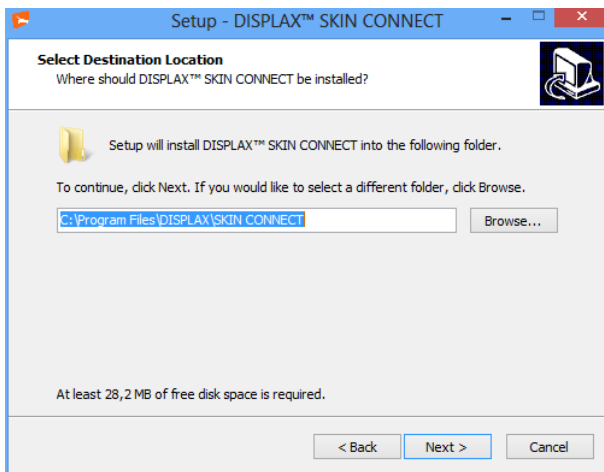 Setup - DISPLAX™ SKIN CONNECT
Select Destination Location
Where should DISPLAX™ SKIN CONNECT be installed?
Setup will install DISPLAX™ SKIN CONNECT into the following folder.
To continue, click Next. If you would like to select a different folder, click Browse.
C:\Program Files\DISPLAX\SKIN CONNECT
Browse...
At least 28,2 MB of free disk space is required.
< Back
Next >
Cancel